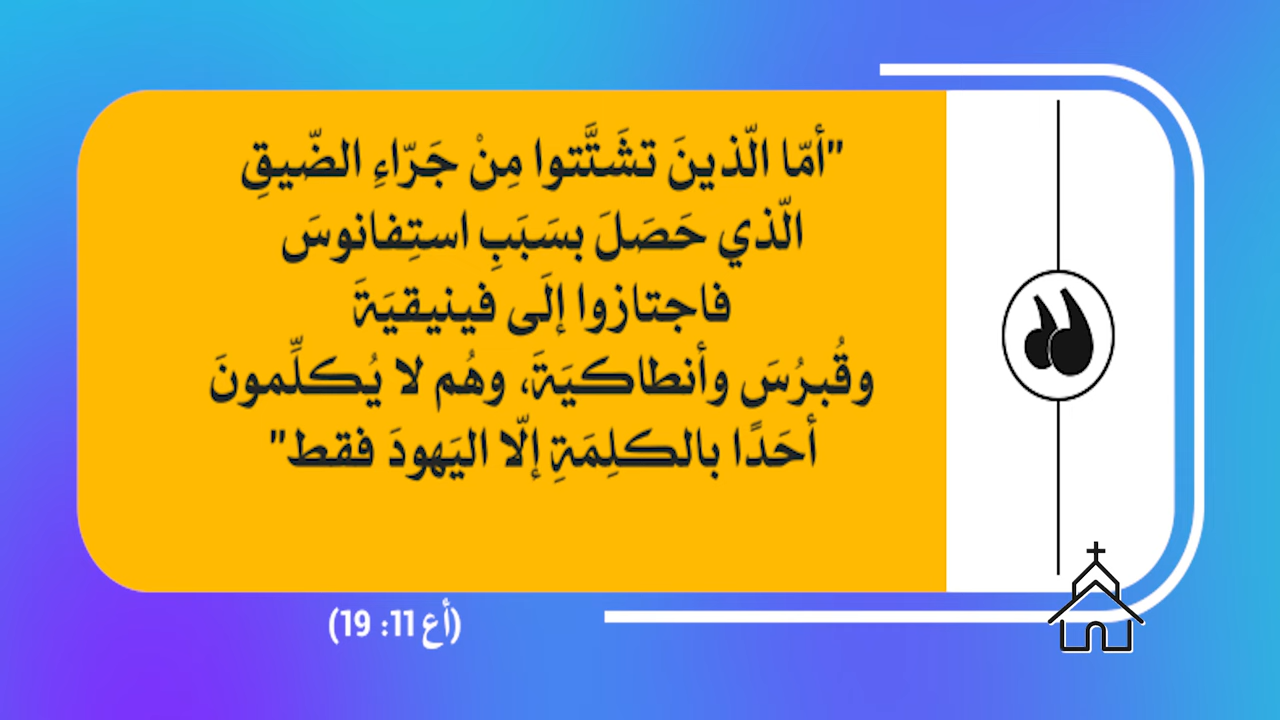 "أمّا الّذينَ تشَتَّتوا مِنْ جَرّاءِ الضّيقِ
الّذي حَصَلَ بسَبَبِ استِفانوسَ
فاجتازوا إلَى فينيقيَةَ
وقُبرُسَ وأنطاكيَةَ، وهُم لا يُكلِّمونَ
أحَدًا بالكلِمَةِ إلّا اليَهودَ فقط"
(أع 11: 19)